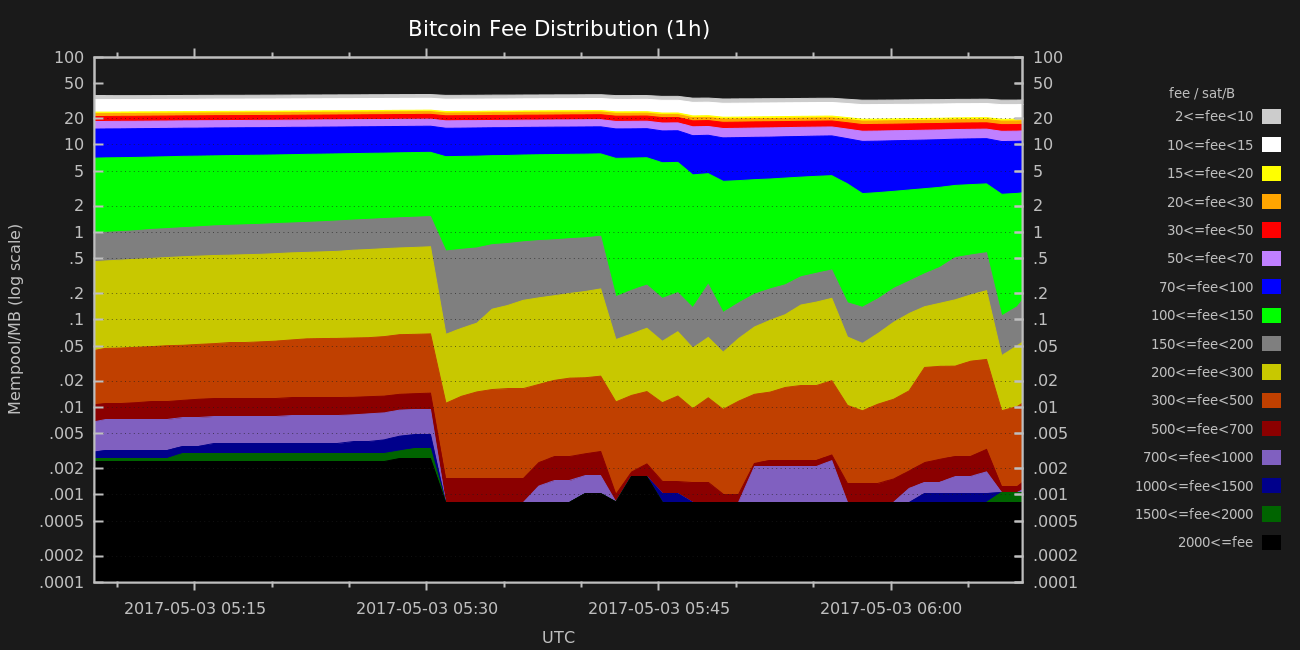 Bitcoin Fee Distribution (1h)
Mempool/MB (log scale)
100 100
50 50
20 20
10 10
5 5
2 2
1 1
.5 .5
.2 .2
.1 .1
.05 .05
.02 .02
.01 .01
.005 .005
.002 .002
.001 .001
.0005 .0005
.0002 .0002
.0001 .0001
2017-05-03 05:15 2017-05-03 05:30 2017-05-03 05:45 2017-05-03 06:00
UTC
fee / sat/B
2<=fee<10
10<=fee<15
15<=fee<20
20<=fee<30
30<=fee<50
50<=fee<70
70<=fee<100
100<=fee<150
150<=fee<200
200<=fee<300
300<=fee<500
500<=fee<700
700<=fee<1000
1000<=fee<1500
1500<=fee<2000
2000<=fee